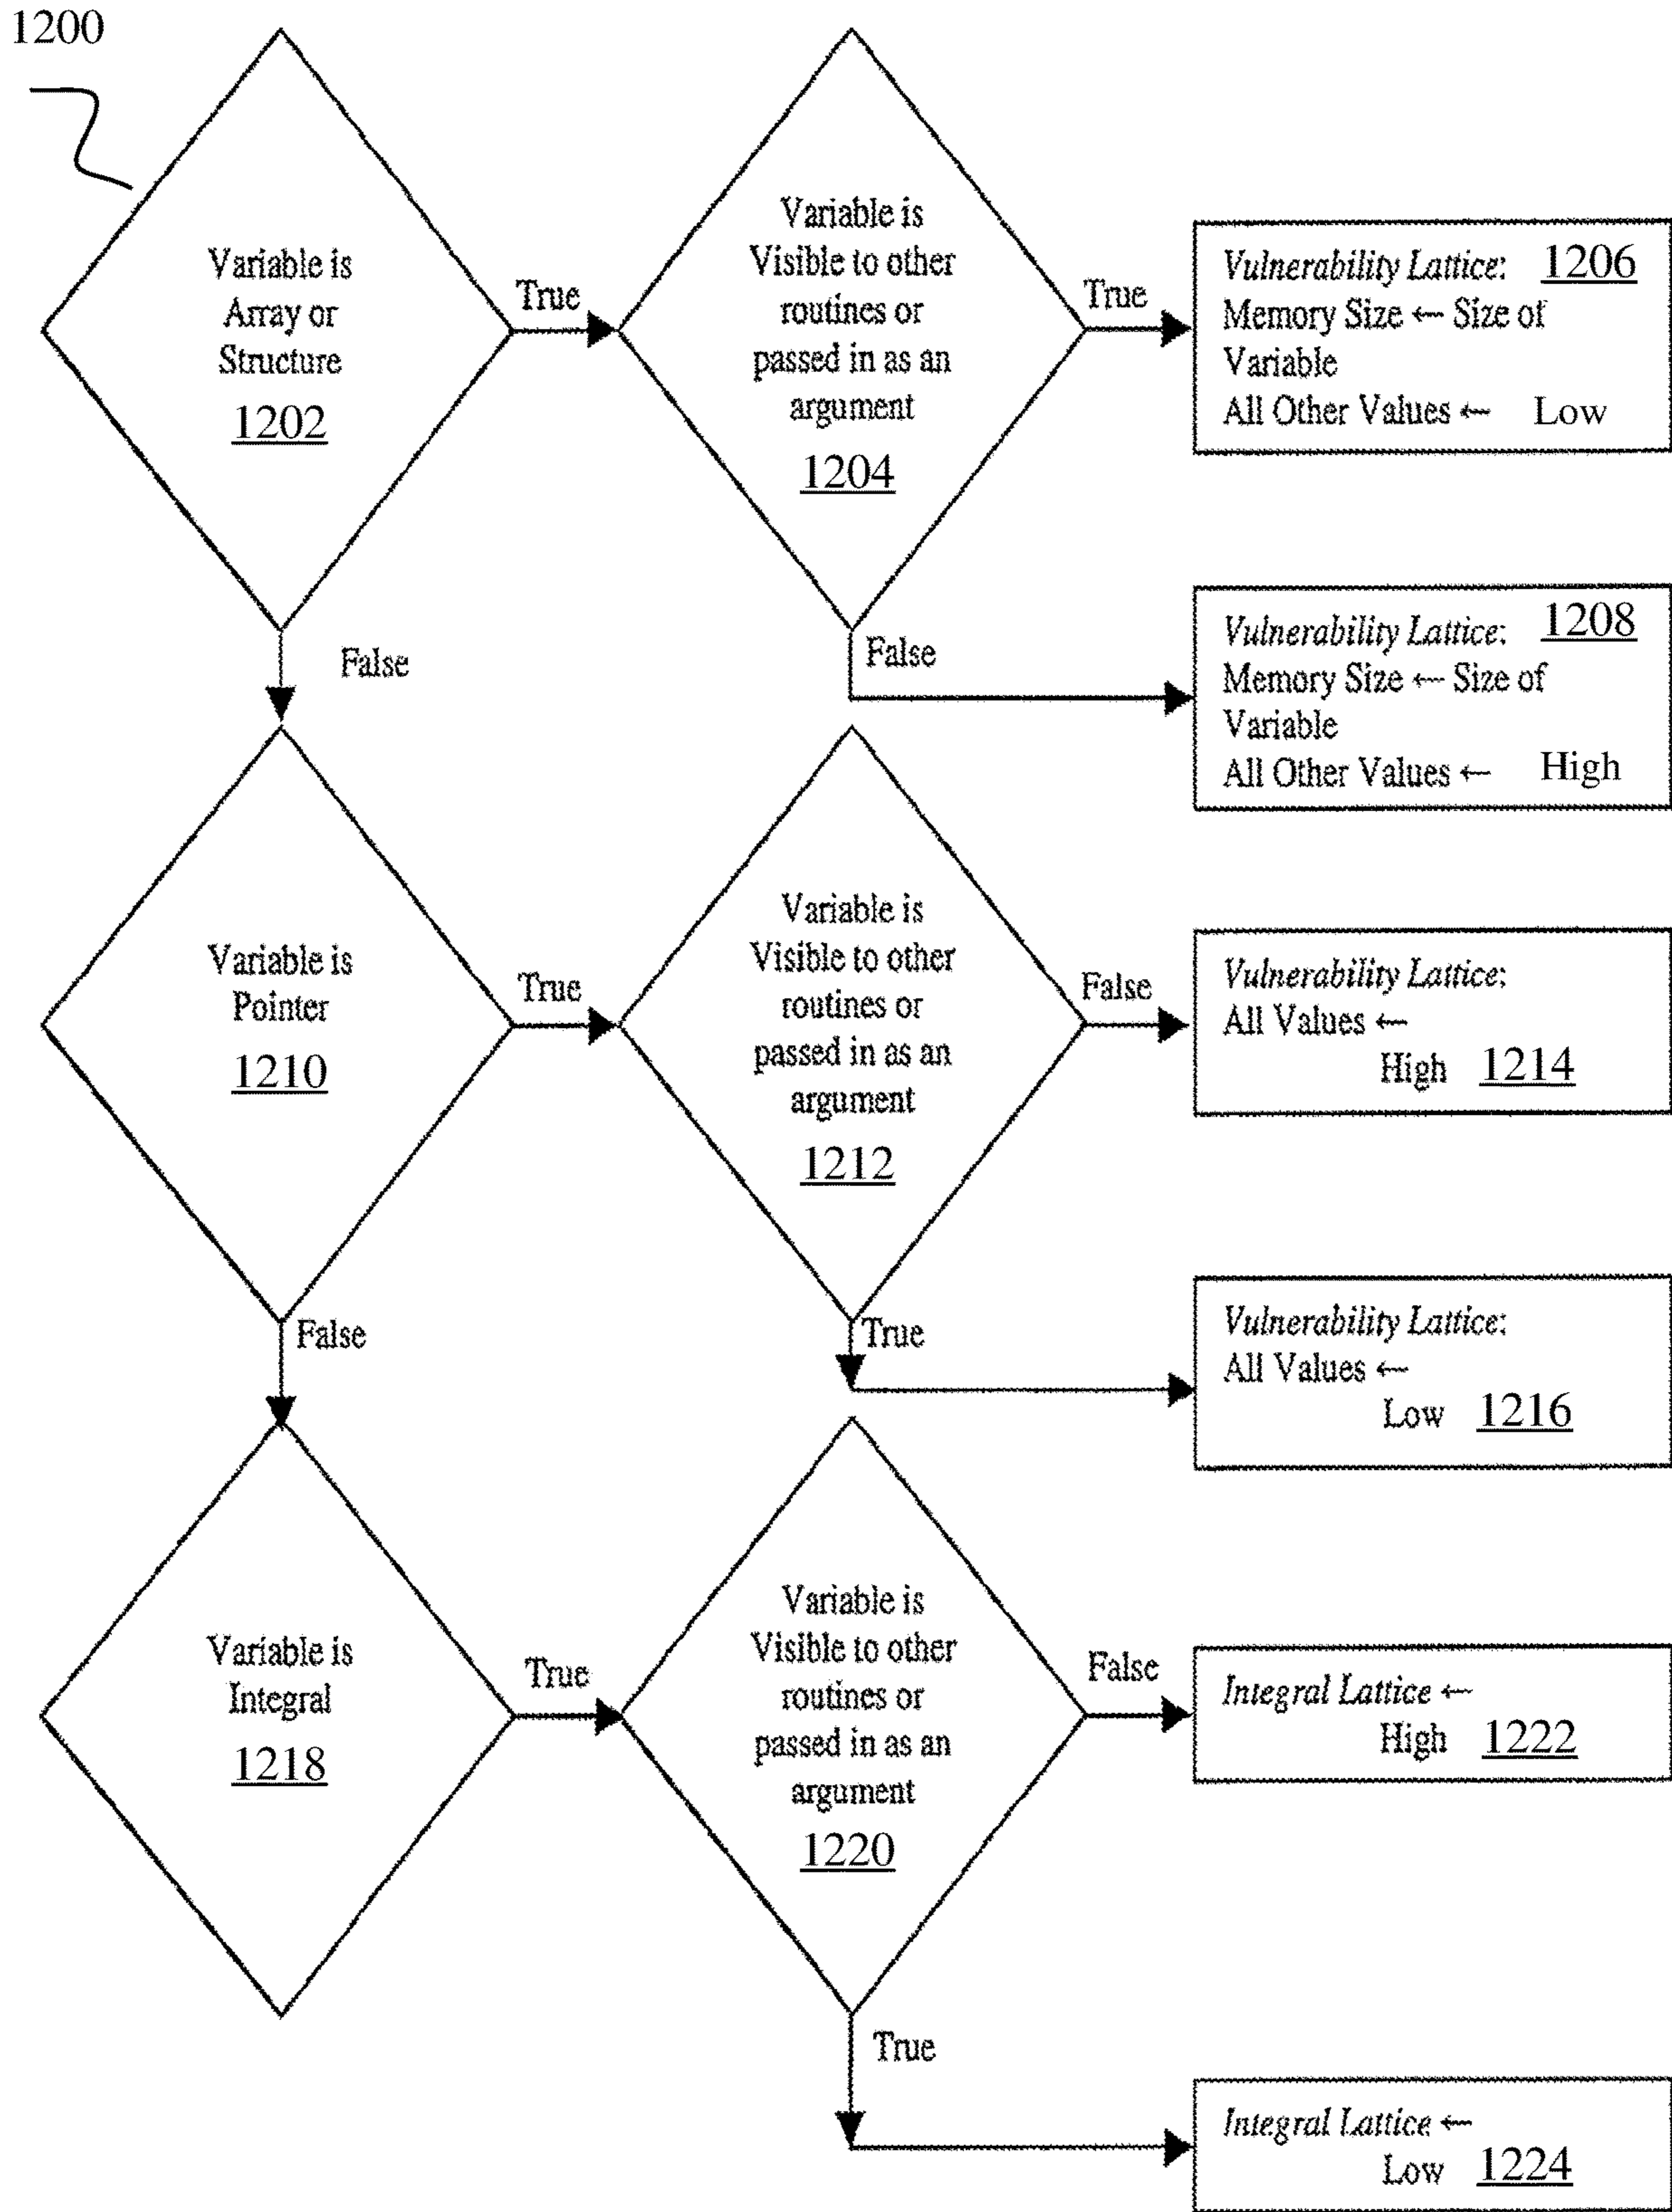 1200
Variable is
Array or
Structure
1202
True
Variable is
Visible to other
routines or
passed in as an
argument
1204
True
Vulnerability Lattice: 1206
Memory Size ← Size of
Variable
All Other Values ← Low
False
False
Vulnerability Lattice: 1208
Memory Size ← Size of
Variable
All Other Values ← High
Variable is
Pointer
1210
True
Variable is
Visible to other
routines or
passed in as an
argument
1212
False
Vulnerability Lattice:
All Values ←
High 1214
False
True
Vulnerability Lattice:
All Values ←
Low 1216
Variable is
Integral
1218
True
Variable is
Visible to other
routines or
passed in as an
argument
1220
False
Integral Lattice ←
High 1222
True
Integral Lattice ←
Low 1224